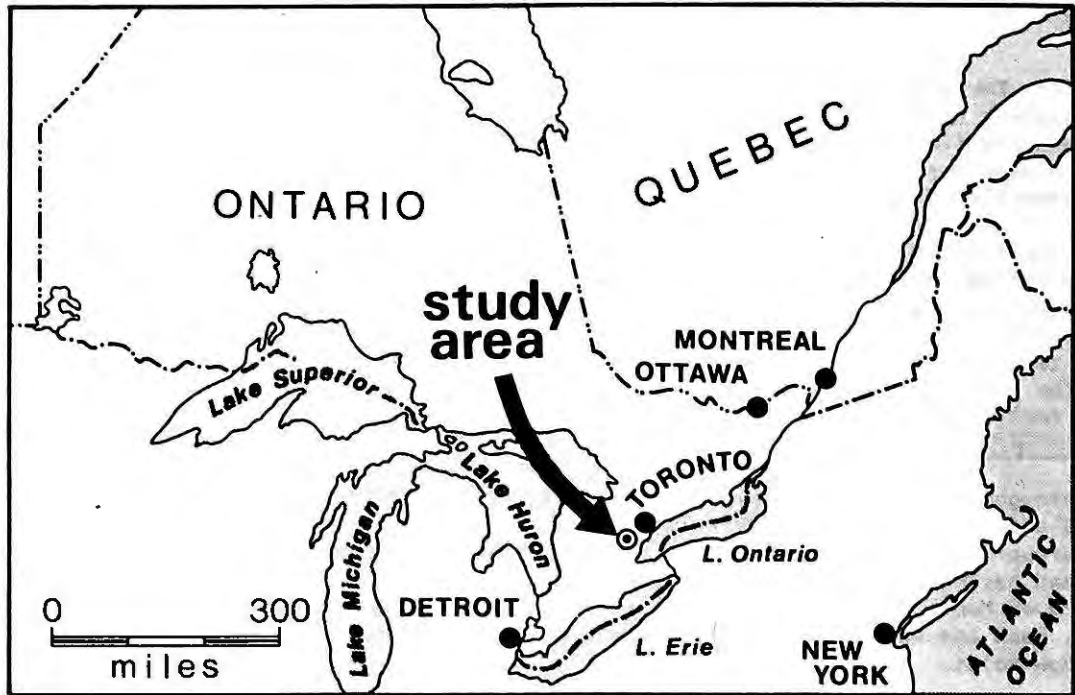 QUEBEC
ONTARIO
study
area
MONTREAL
OTTAWA
Lake Superior
TORONTO
Lake Huron
Lake Michigan
L. Ontario
0 300
miles
DETROIT
L. Erie
NEW
YORK
ATLANTIC
OCEAN